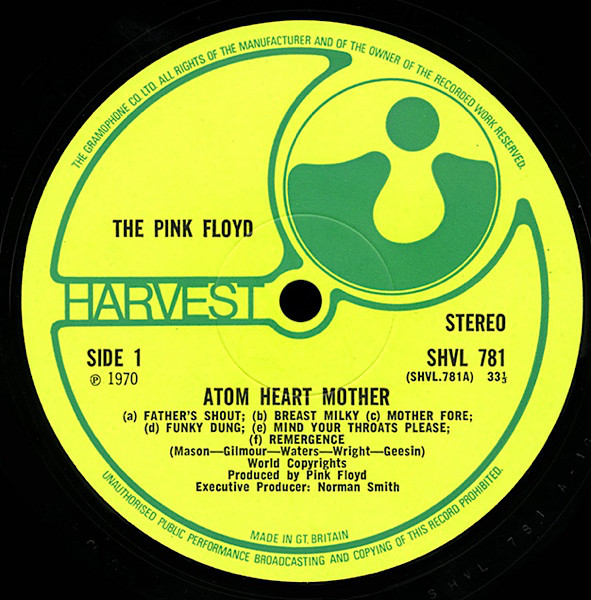 THE GRAMOPHONE CO. LTD. ALL RIGHTS OF THE MANUFACTURER AND OF THE OWNER OF THE RECORDED WORK RESERVED.
THE PINK FLOYD
HARVEST
STEREO
SIDE 1
SHVL 781
℗ 1970
(SHVL.781A) 33⅓
ATOM HEART MOTHER
(a) FATHER'S SHOUT; (b) BREAST MILKY (c) MOTHER FORE;
(d) FUNKY DUNG; (e) MIND YOUR THROATS PLEASE;
(f) REMERGENCE
(Mason—Gilmour—Waters—Wright—Geesin)
World Copyrights
Produced by Pink Floyd
Executive Producer: Norman Smith
MADE IN GT. BRITAIN
UNAUTHORISED PUBLIC PERFORMANCE BROADCASTING AND COPYING OF THIS RECORD PROHIBITED.